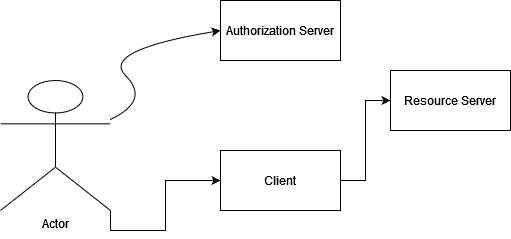 Authorization Server
Resource Server
Client
Actor